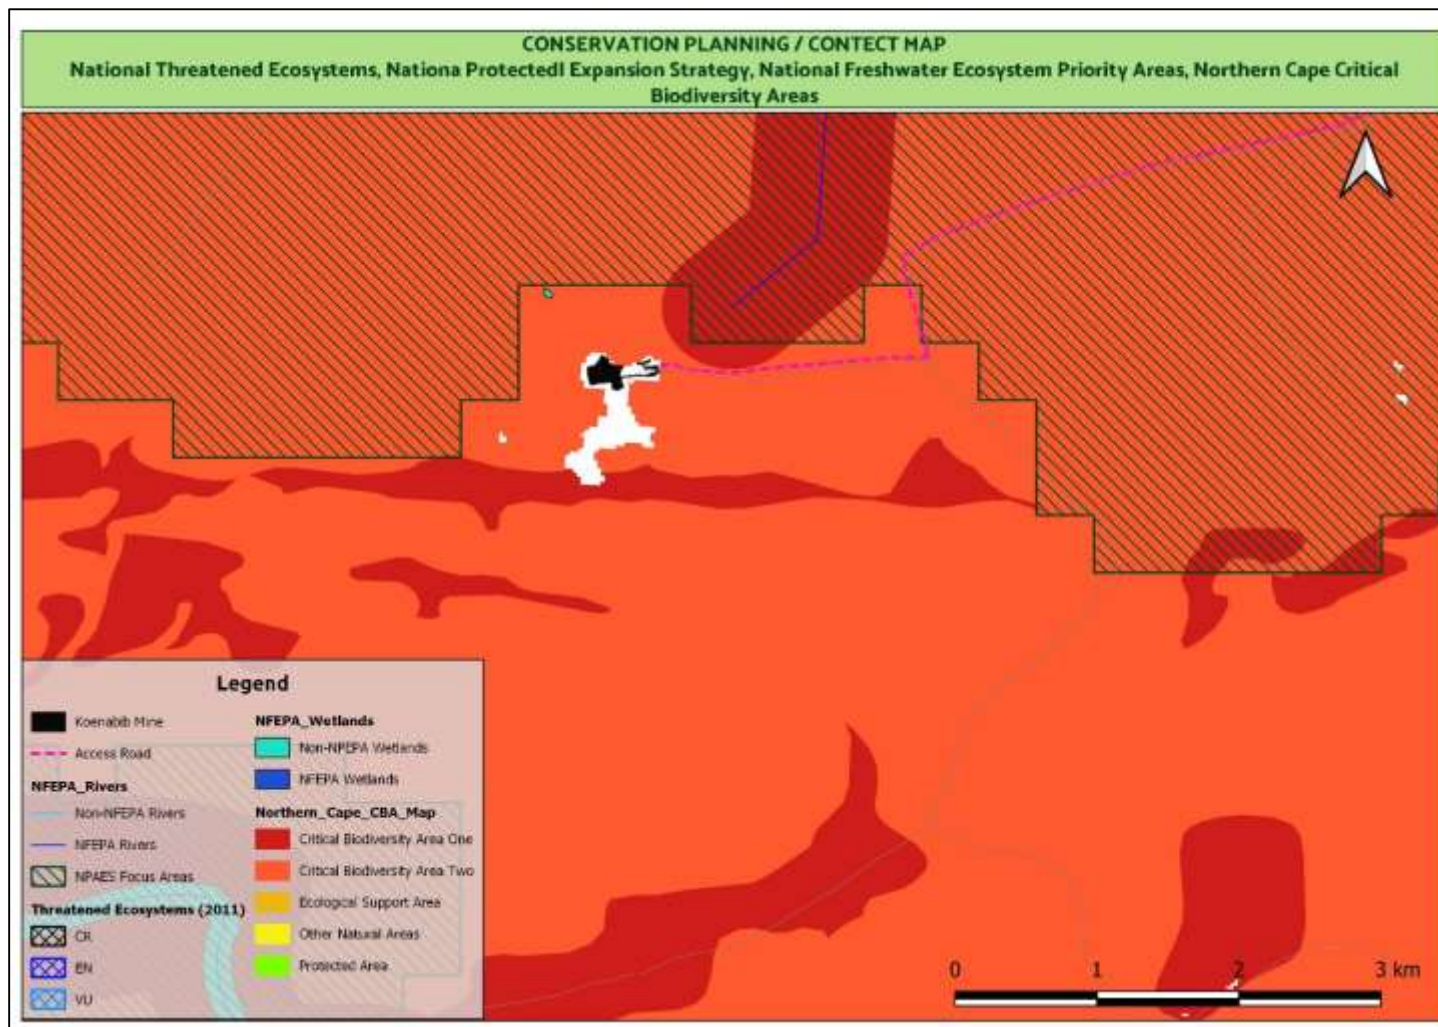 CONSERVATION PLANNING / CONTECT MAP
National Threatened Ecosystems, Nationa Protectedl Expansion Strategy, National Freshwater Ecosystem Priority Areas, Northern Cape Critical
Biodiversity Areas
Legend
Koenabib Mine
Access Road
NFEPA_Rivers
Non-NFEPA Rivers
NFEPA Rivers
NPAES Focus Areas
Threatened Ecosystems (2011)
CR
EN
VU
NFEPA_Wetlands
Non-NFEPA Wetlands
NFEPA Wetlands
Northern_Cape_CBA_Map
Critical Biodiversity Area One
Critical Biodiversity Area Two
Ecological Support Area
Other Natural Areas
Protected Area
0 1 2 3 km